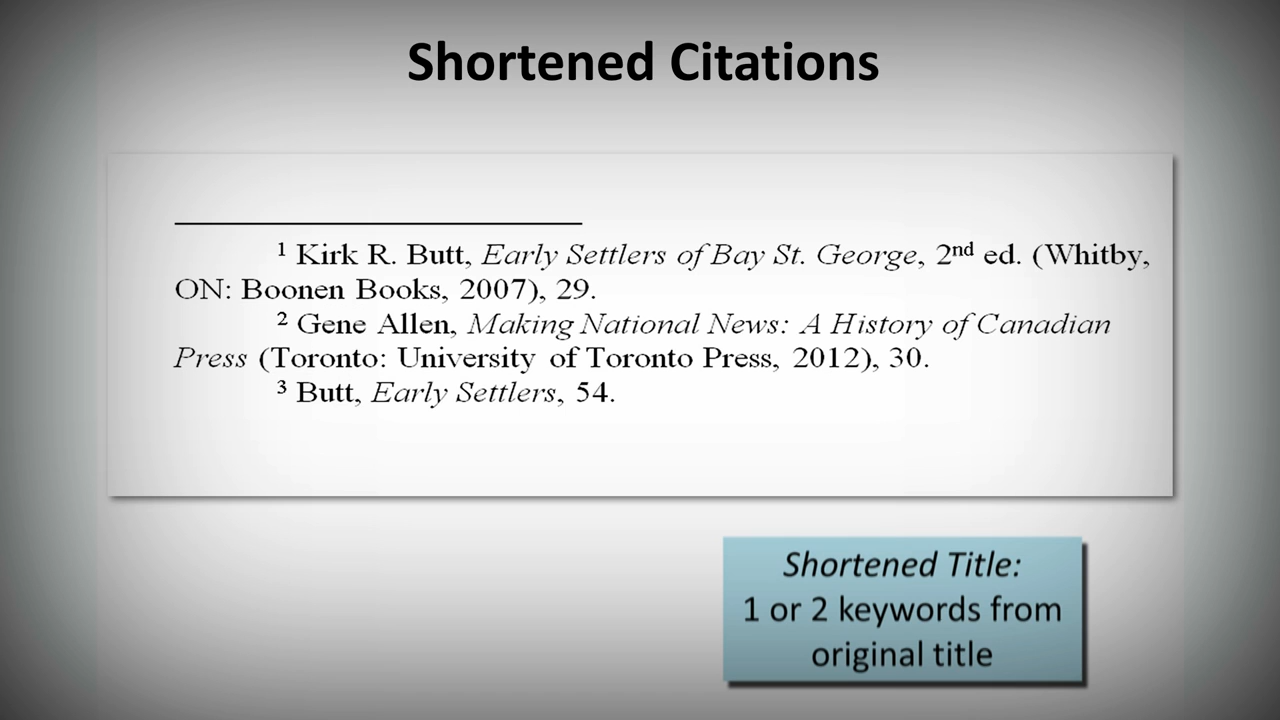 Shortened Citations
¹ Kirk R. Butt, Early Settlers of Bay St. George, 2nd ed. (Whitby,
ON: Boonen Books, 2007), 29.
² Gene Allen, Making National News: A History of Canadian
Press (Toronto: University of Toronto Press, 2012), 30.
³ Butt, Early Settlers, 54.
Shortened Title:
1 or 2 keywords from
original title